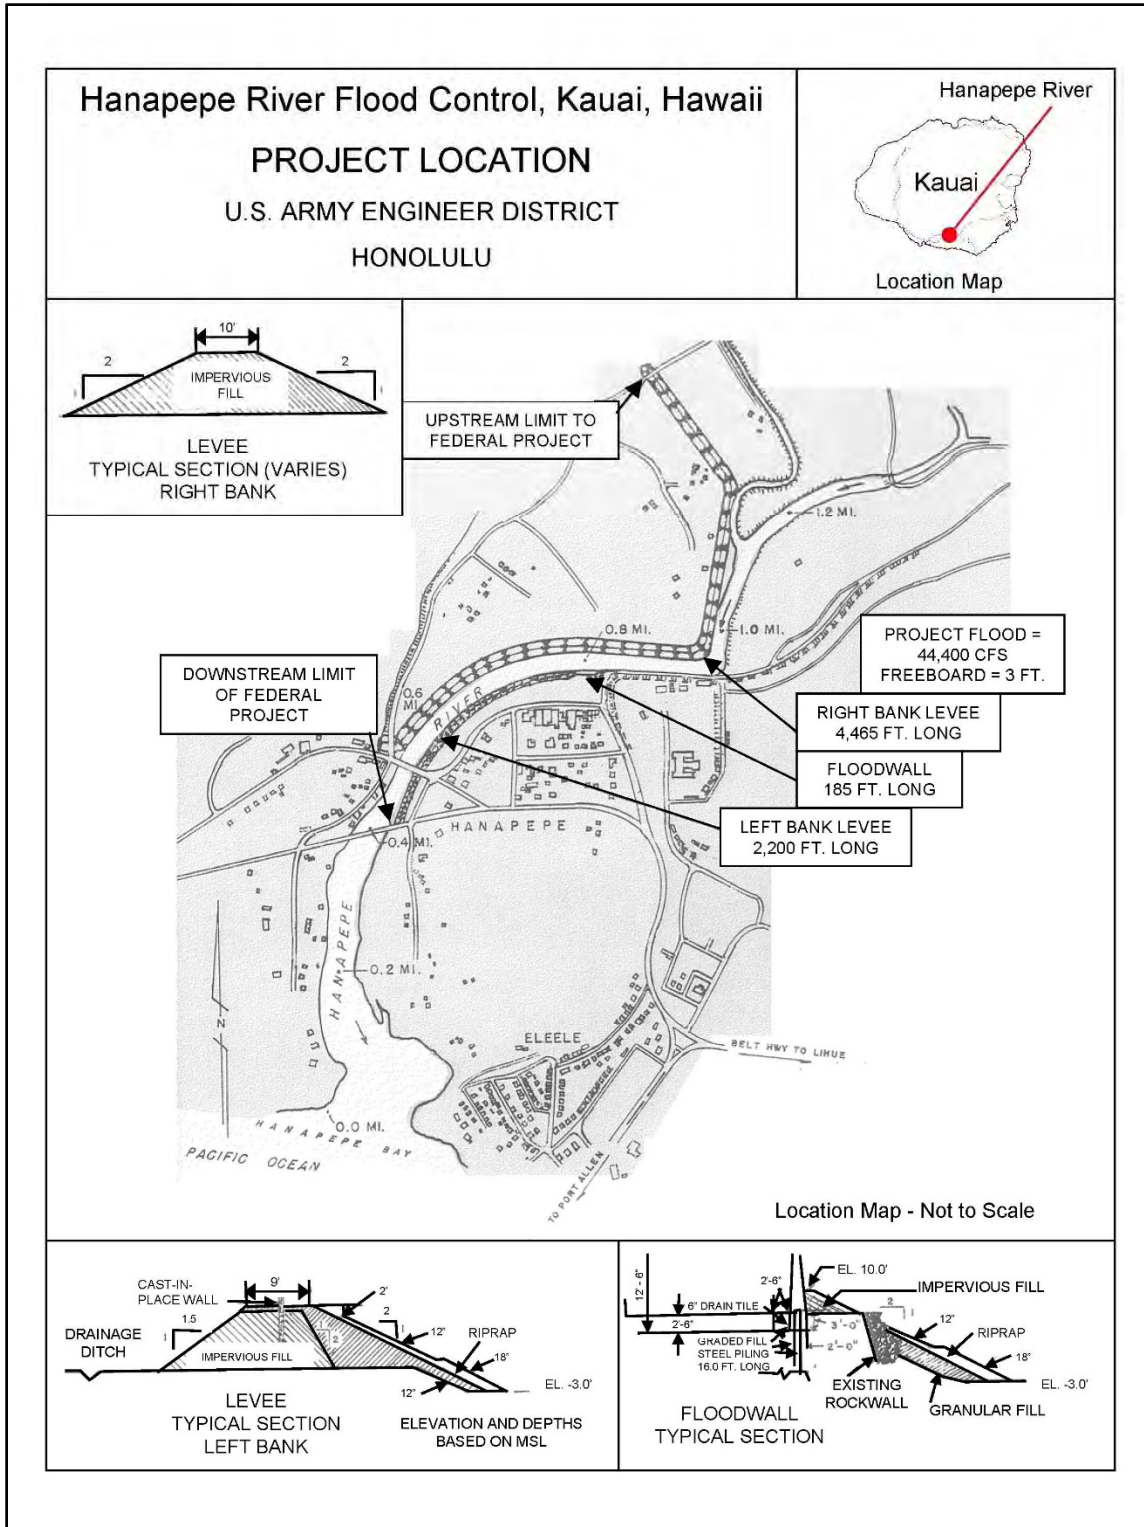 Hanapepe River Flood Control, Kauai, Hawaii
PROJECT LOCATION
U.S. ARMY ENGINEER DISTRICT
HONOLULU
Hanapepe River
Kauai
Location Map
10'
2
2
1
1
IMPERVIOUS
FILL
LEVEE
TYPICAL SECTION (VARIES)
RIGHT BANK
UPSTREAM LIMIT TO
FEDERAL PROJECT
1.2 MI.
0.8 MI.
1.0 MI.
PROJECT FLOOD =
44,400 CFS
FREEBOARD = 3 FT.
DOWNSTREAM LIMIT
OF FEDERAL
PROJECT
0.6
MI.
RIVER
RIGHT BANK LEVEE
4,465 FT. LONG
FLOODWALL
185 FT. LONG
LEFT BANK LEVEE
2,200 FT. LONG
HANAPEPE
0.4 MI.
HANAPEPE
0.2 MI.
N
ELEELE
BELT HWY TO LIHUE
0.0 MI.
HANAPEPE BAY
PACIFIC OCEAN
TO PORT ALLEN
Location Map - Not to Scale
CAST-IN-
PLACE WALL
9'
2'
1.5
1
2
1
12"
DRAINAGE
DITCH
IMPERVIOUS FILL
2
RIPRAP
18"
12"
EL. -3.0'
LEVEE
TYPICAL SECTION
LEFT BANK
ELEVATION AND DEPTHS
BASED ON MSL
12' - 6"
2'-6"
EL. 10.0'
IMPERVIOUS FILL
6" DRAIN TILE
2
1
12"
2'-6"
3'-0"
RIPRAP
GRADED FILL
STEEL PILING
16.0 FT. LONG
2'-0"
18"
EL. -3.0'
EXISTING
ROCKWALL
GRANULAR FILL
FLOODWALL
TYPICAL SECTION